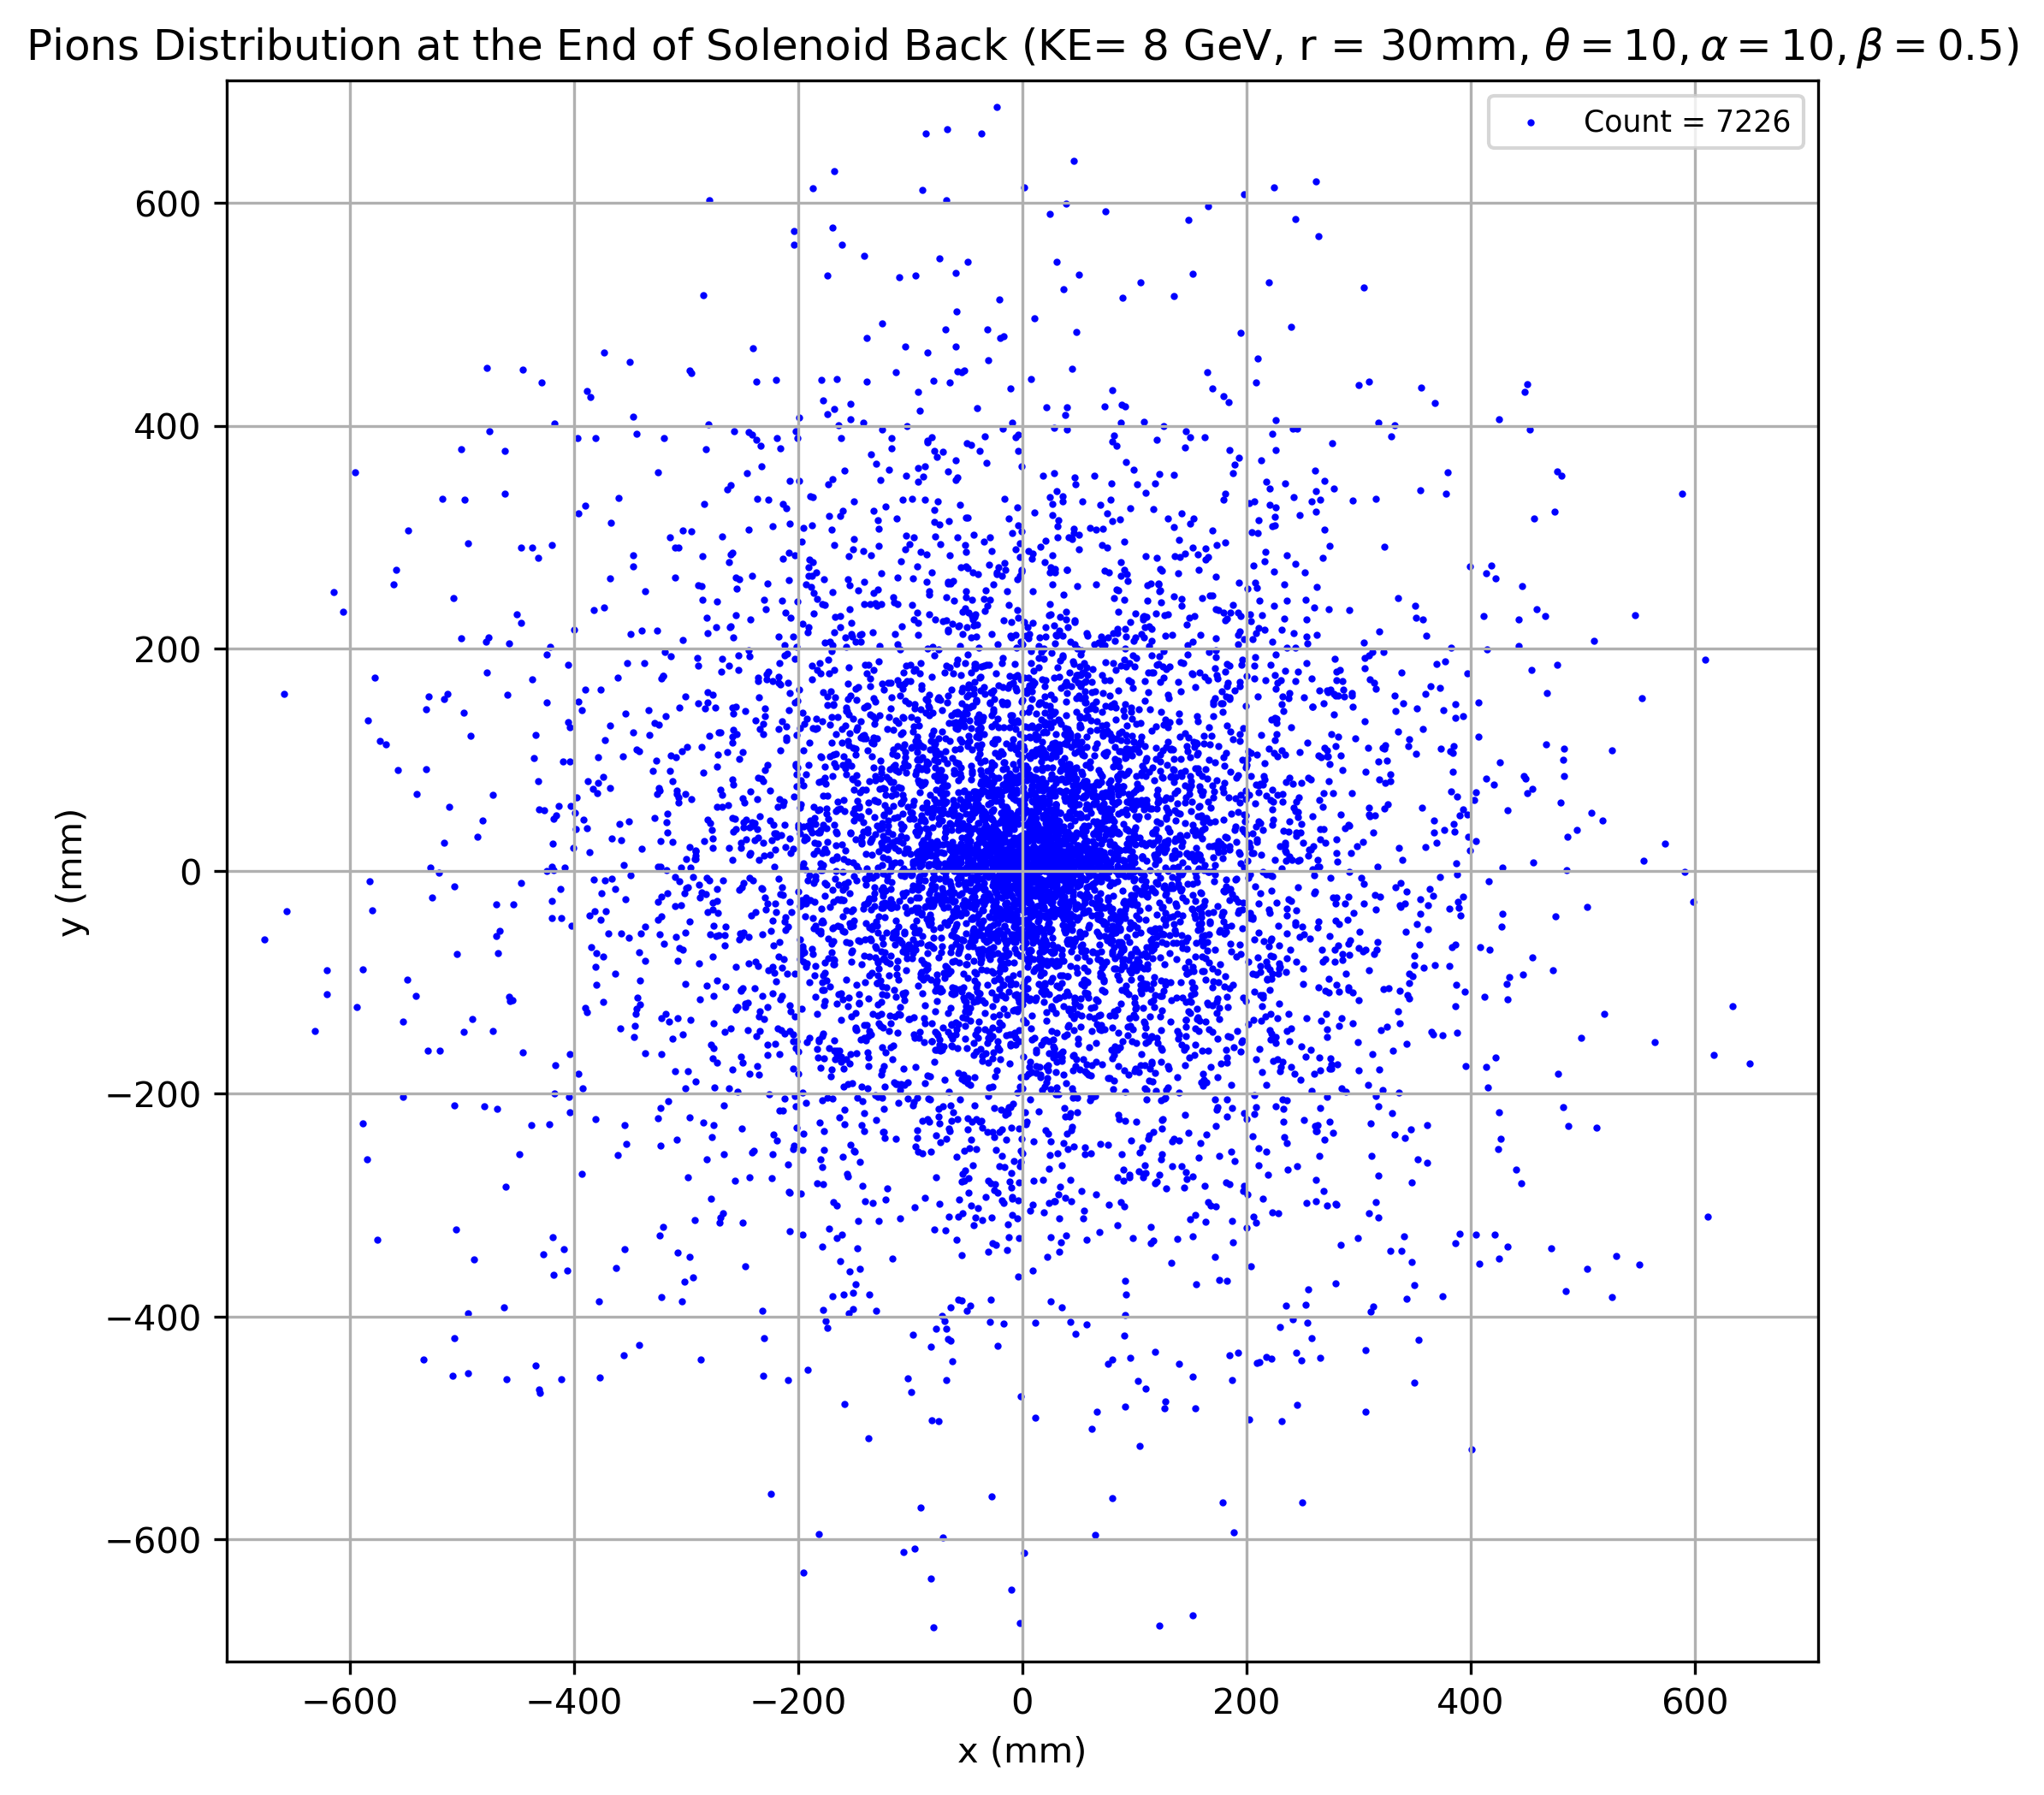 Pions Distribution at the End of Solenoid Back (KE= 8 GeV, r = 30mm, θ = 10, α = 10, β = 0.5)
Count = 7226
600
400
200
0
−200
−400
−600
y (mm)
−600 −400 −200 0 200 400 600
x (mm)